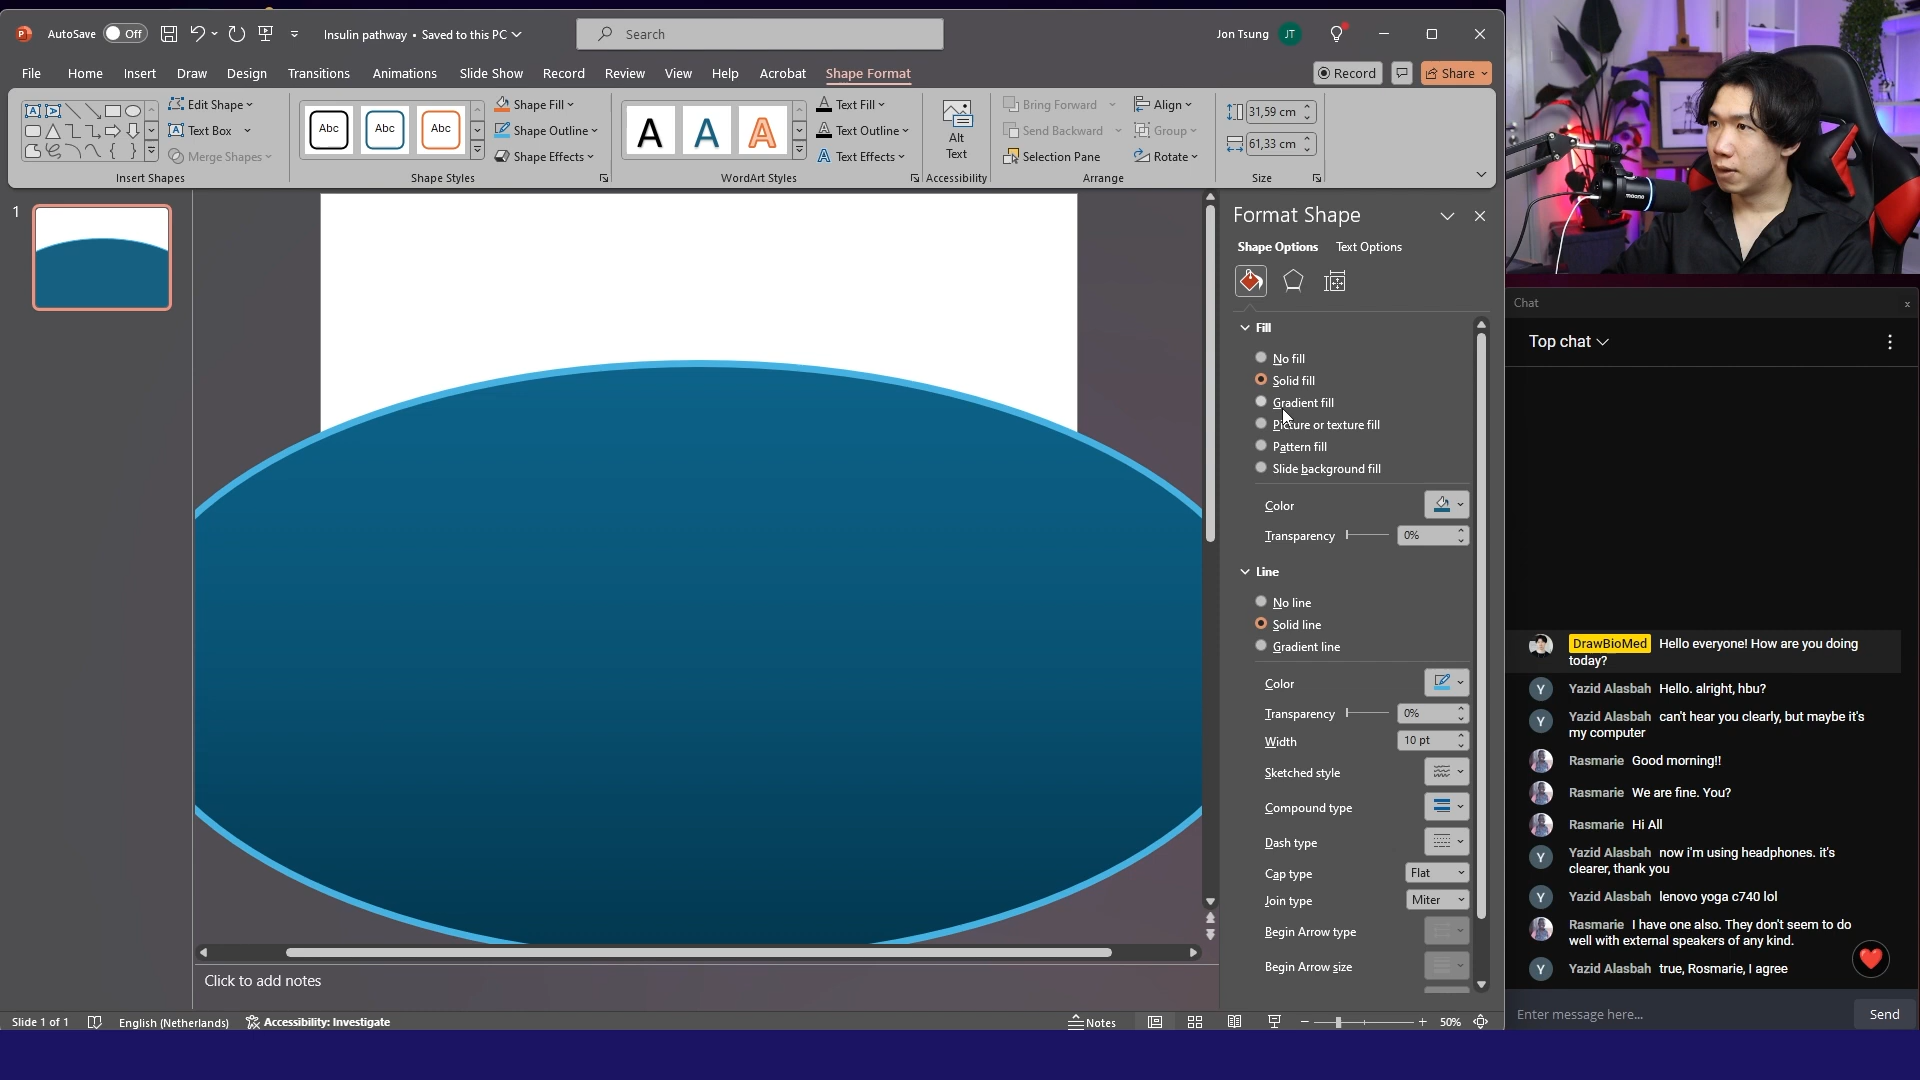 AutoSave Off Insulin pathway • Saved to this PC Search Jon Tsung JT
File Home Insert Draw Design Transitions Animations Slide Show Record Review View Help Acrobat Shape Format Record Share
Edit Shape
Text Box
Merge Shapes
Insert Shapes
Abc Abc Abc
Shape Fill
Shape Outline
Shape Effects
Shape Styles
A A A
Text Fill
Text Outline
Text Effects
WordArt Styles
Alt
Text
Accessibility
Bring Forward
Send Backward
Selection Pane
Align
Group
Rotate
Arrange
31,59 cm
61,33 cm
Size
1
Format Shape
Shape Options Text Options
Fill
No fill
Solid fill
Gradient fill
Picture or texture fill
Pattern fill
Slide background fill
Color
Transparency 0%
Line
No line
Solid line
Gradient line
Color
Transparency 0%
Width 10 pt
Sketched style
Compound type
Dash type
Cap type Flat
Join type Miter
Begin Arrow type
Begin Arrow size
Click to add notes
Slide 1 of 1 English (Netherlands) Accessibility: Investigate Notes 50%
maono
Chat x
Top chat
DrawBioMed Hello everyone! How are you doing
today?
Y Yazid Alasbah Hello. alright, hbu?
Y Yazid Alasbah can't hear you clearly, but maybe it's
my computer
Rasmarie Good morning!!
Rasmarie We are fine. You?
Rasmarie Hi All
Y Yazid Alasbah now i'm using headphones. it's
clearer, thank you
Y Yazid Alasbah lenovo yoga c740 lol
Rasmarie I have one also. They don't seem to do
well with external speakers of any kind.
Y Yazid Alasbah true, Rosmarie, I agree
Enter message here... Send